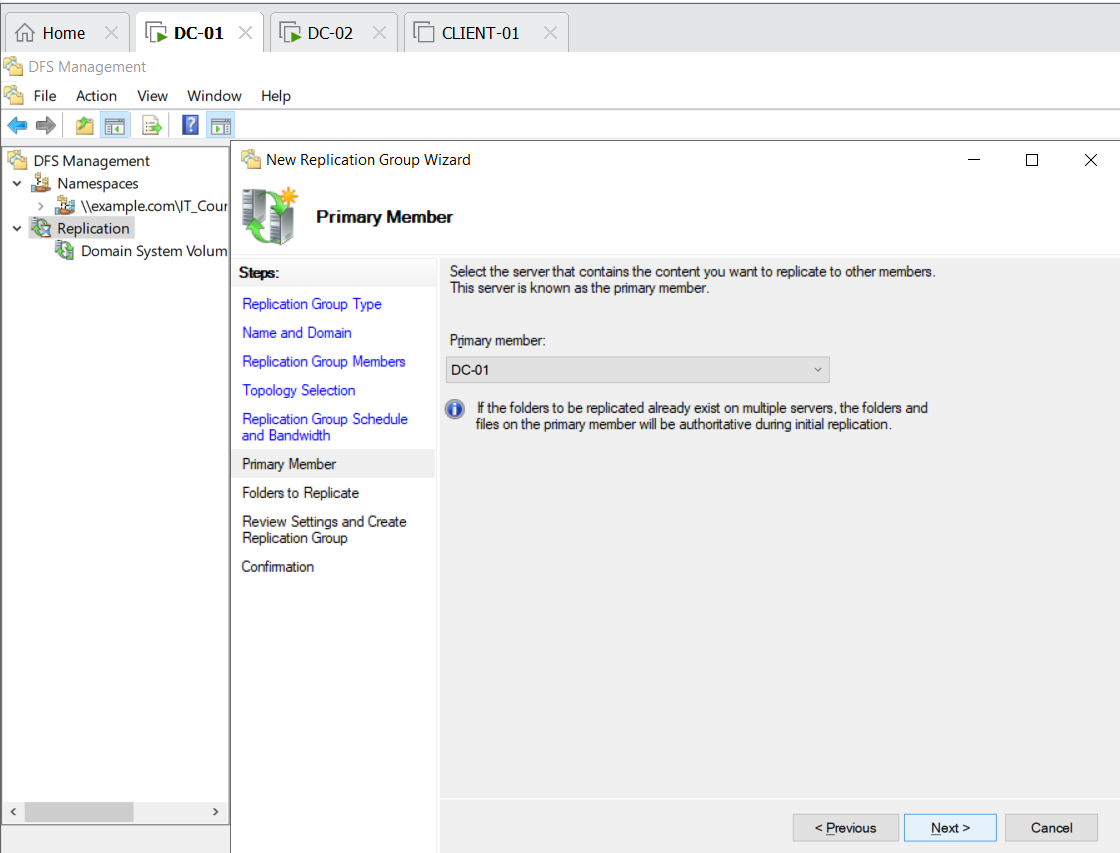 Home
DC-01
DC-02
CLIENT-01
DFS Management
File Action View Window Help
DFS Management
Namespaces
\\example.com\IT_Cour
Replication
Domain System Volum
New Replication Group Wizard
Primary Member
Steps:
Replication Group Type
Name and Domain
Replication Group Members
Topology Selection
Replication Group Schedule
and Bandwidth
Primary Member
Folders to Replicate
Review Settings and Create
Replication Group
Confirmation
Select the server that contains the content you want to replicate to other members.
This server is known as the primary member.
Primary member:
DC-01
If the folders to be replicated already exist on multiple servers, the folders and
files on the primary member will be authoritative during initial replication.
< Previous
Next >
Cancel